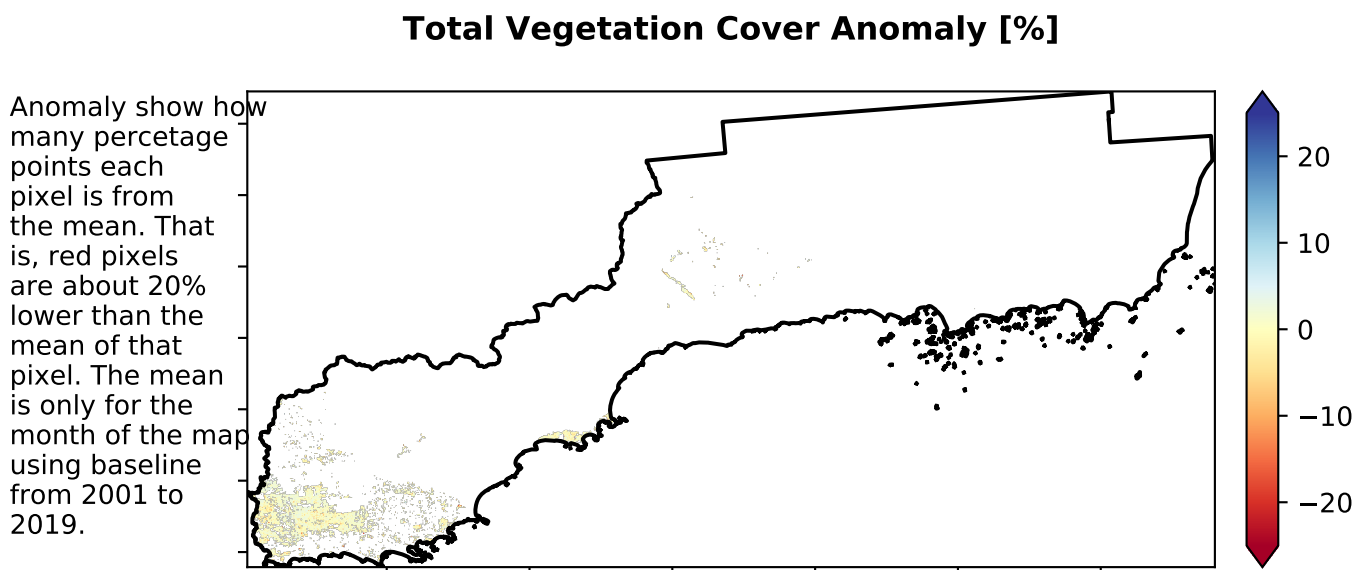 Total Vegetation Cover Anomaly [%]
Anomaly show how
many percetage
points each
pixel is from
the mean. That
is, red pixels
are about 20%
lower than the
mean of that
pixel. The mean
is only for the
month of the map
using baseline
from 2001 to
2019.
20
10
0
−10
−20